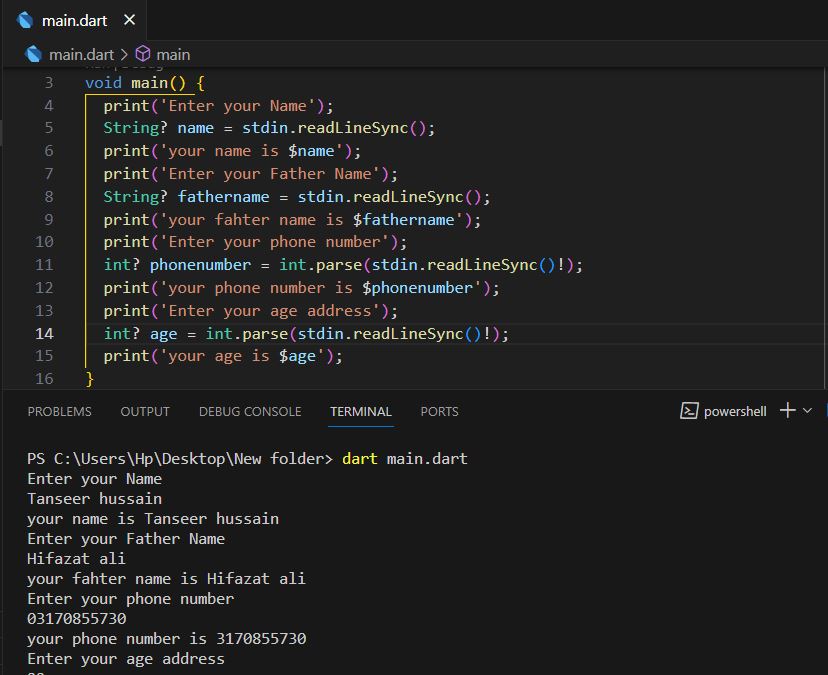 main.dart
main.dart > main
3 void main() {
4 print('Enter your Name');
5 String? name = stdin.readLineSync();
6 print('your name is $name');
7 print('Enter your Father Name');
8 String? fathername = stdin.readLineSync();
9 print('your fahter name is $fathername');
10 print('Enter your phone number');
11 int? phonenumber = int.parse(stdin.readLineSync()!);
12 print('your phone number is $phonenumber');
13 print('Enter your age address');
14 int? age = int.parse(stdin.readLineSync()!);
15 print('your age is $age');
16 }
PROBLEMS OUTPUT DEBUG CONSOLE TERMINAL PORTS powershell
PS C:\Users\Hp\Desktop\New folder> dart main.dart
Enter your Name
Tanseer hussain
your name is Tanseer hussain
Enter your Father Name
Hifazat ali
your fahter name is Hifazat ali
Enter your phone number
03170855730
your phone number is 3170855730
Enter your age address